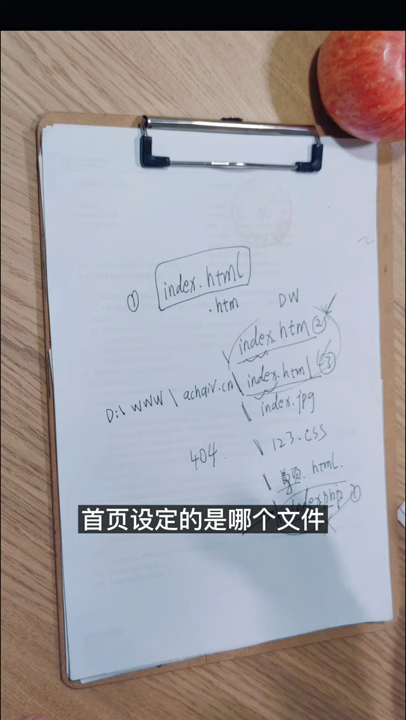 ① index.html
.htm
DW
index.htm ②
D:\ WWW \ achaiv.cn \ index.html ③
\ index.jpg
404.
\ 123.css
\ 首页.html.
index.php ①
首页设定的是哪个文件